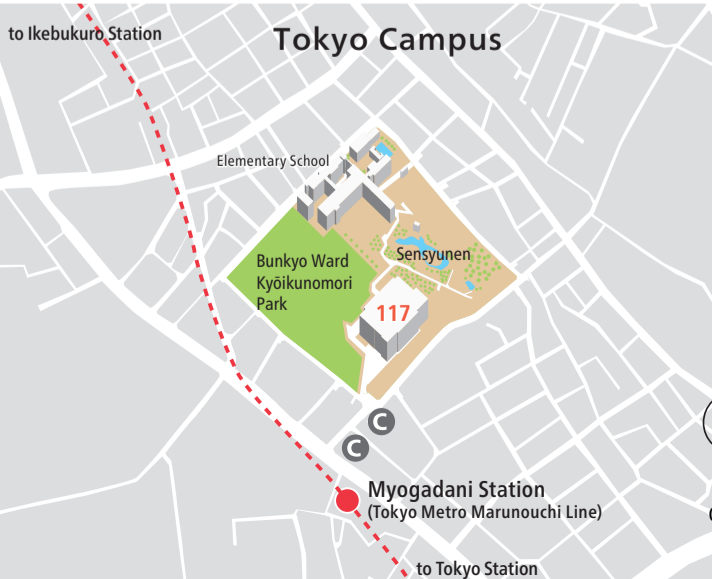 Tokyo Campus
to Ikebukuro Station
Elementary School
Bunkyo Ward
Kyōikunomori
Park
Sensyunen
117
C
C
Myogadani Station
(Tokyo Metro Marunouchi Line)
to Tokyo Station